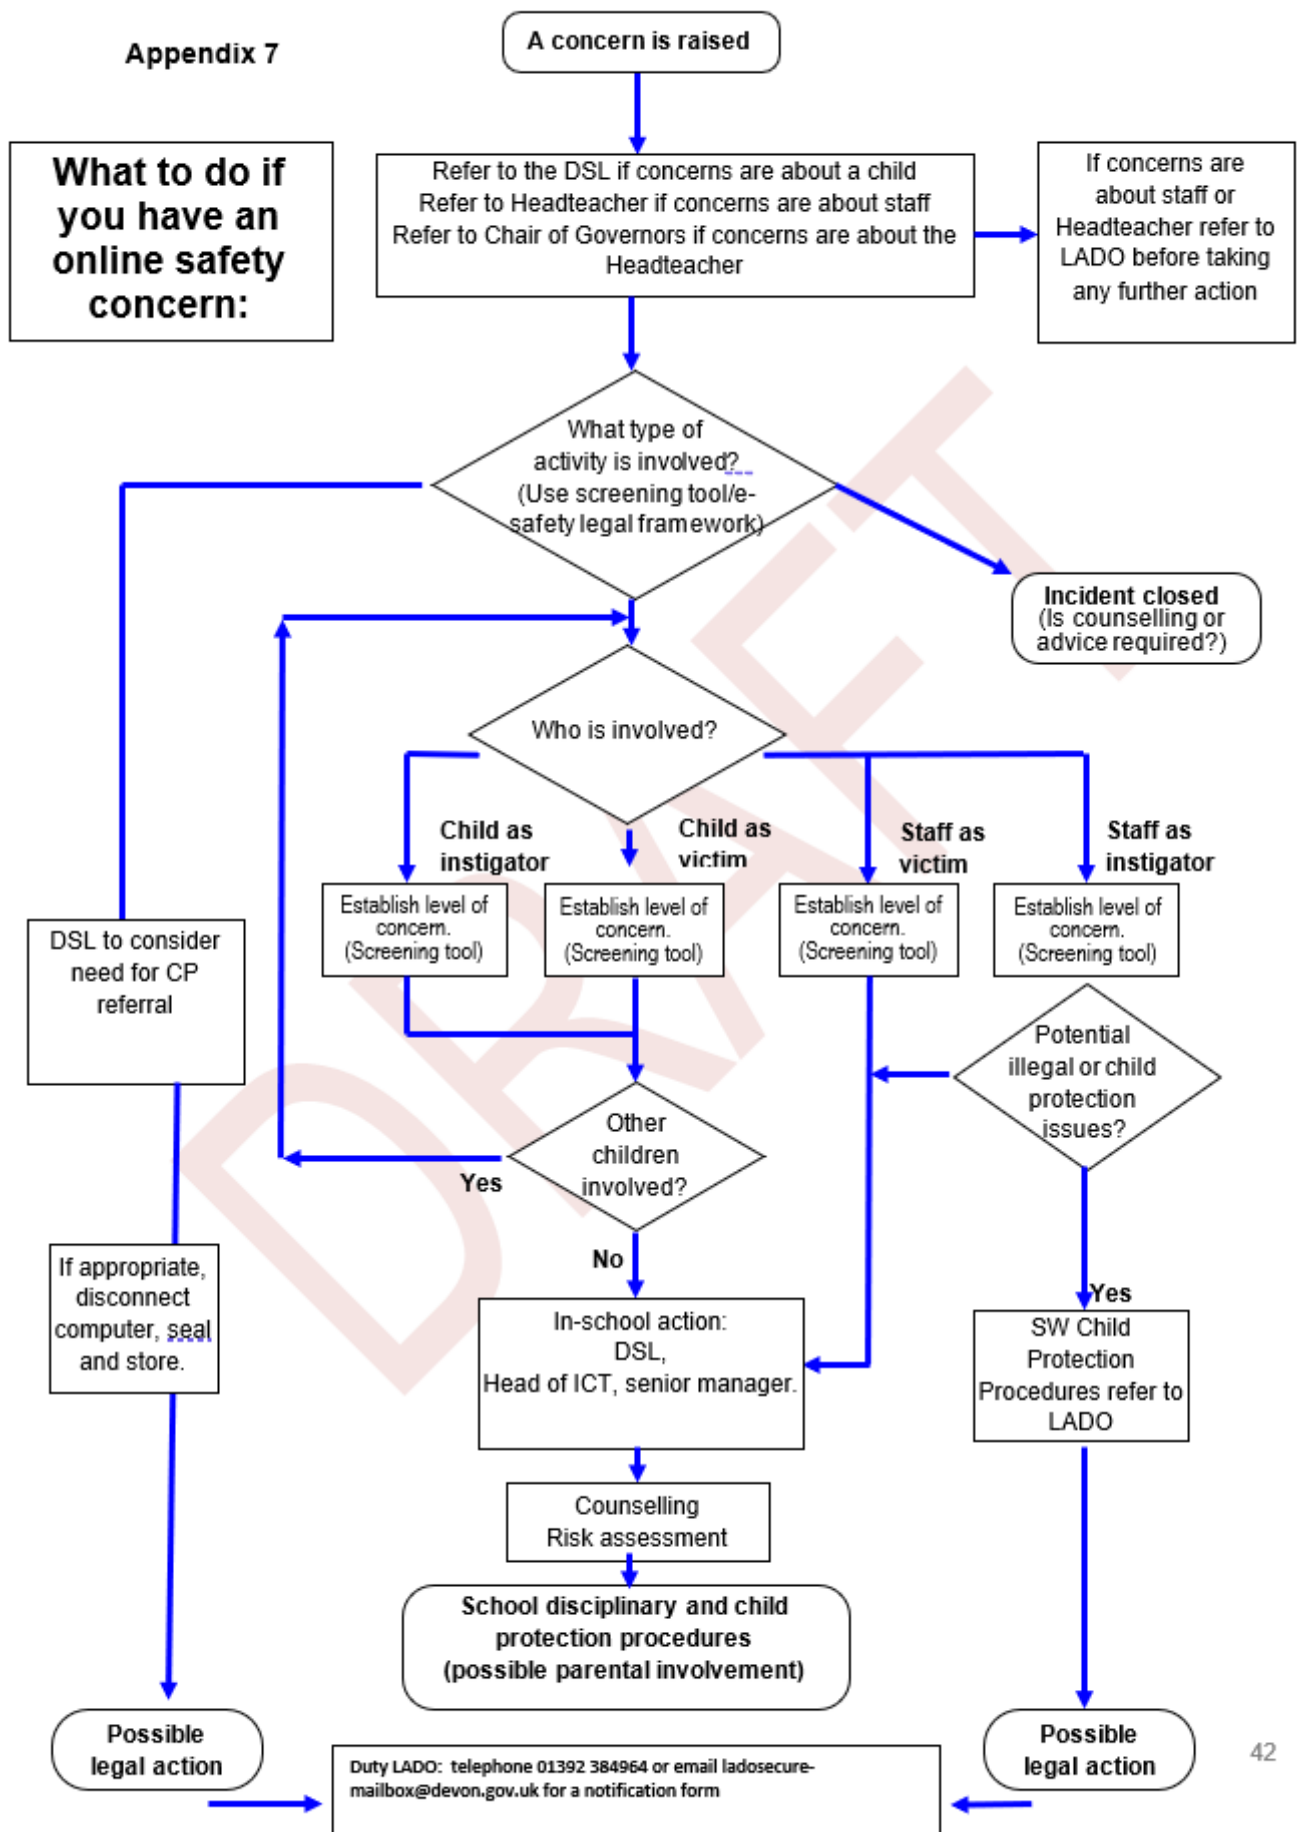 Appendix 7
A concern is raised
What to do if
you have an
online safety
concern:
Refer to the DSL if concerns are about a child
Refer to Headteacher if concerns are about staff
Refer to Chair of Governors if concerns are about the
Headteacher
If concerns are
about staff or
Headteacher refer to
LADO before taking
any further action
What type of
activity is involved?
(Use screening tool/e-
safety legal framework)
Incident closed
(Is counselling or
advice required?)
Who is involved?
Child as
instigator
Child as
victim
Staff as
victim
Staff as
instigator
Establish level of
concern.
(Screening tool)
Establish level of
concern.
(Screening tool)
Establish level of
concern.
(Screening tool)
Establish level of
concern.
(Screening tool)
DSL to consider
need for CP
referral
Potential
illegal or child
protection
issues?
Other
children
involved?
Yes
No
If appropriate,
disconnect
computer, seal
and store.
In-school action:
DSL,
Head of ICT, senior manager.
Yes
SW Child
Protection
Procedures refer to
LADO
Counselling
Risk assessment
School disciplinary and child
protection procedures
(possible parental involvement)
Possible
legal action
Possible
legal action
Duty LADO: telephone 01392 384964 or email ladosecure-
mailbox@devon.gov.uk for a notification form
42
DRAFT